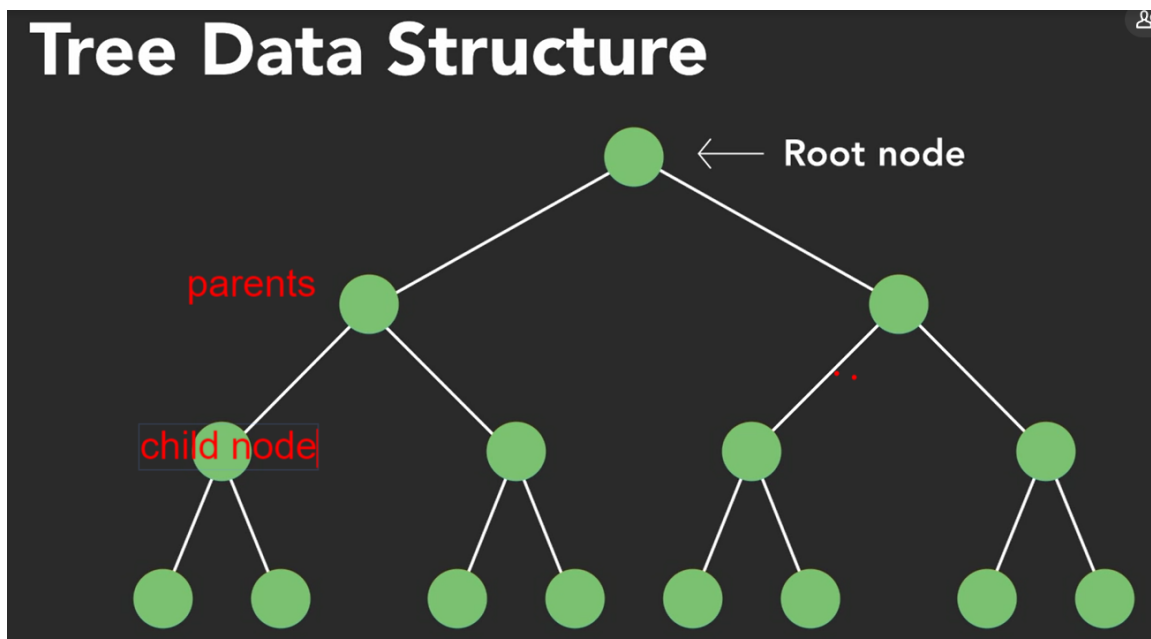 Tree Data Structure
Root node
parents
child node